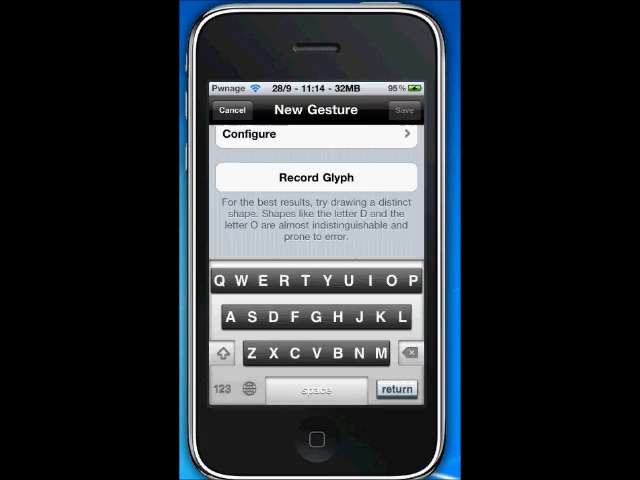 Pwnage 28/9 - 11:14 - 32MB 95%
Cancel New Gesture Save
Configure
Record Glyph
For the best results, try drawing a distinct
shape. Shapes like the letter D and the
letter O are almost indistinguishable and
prone to error.
Q W E R T Y U I O P
A S D F G H J K L
Z X C V B N M
123 space return